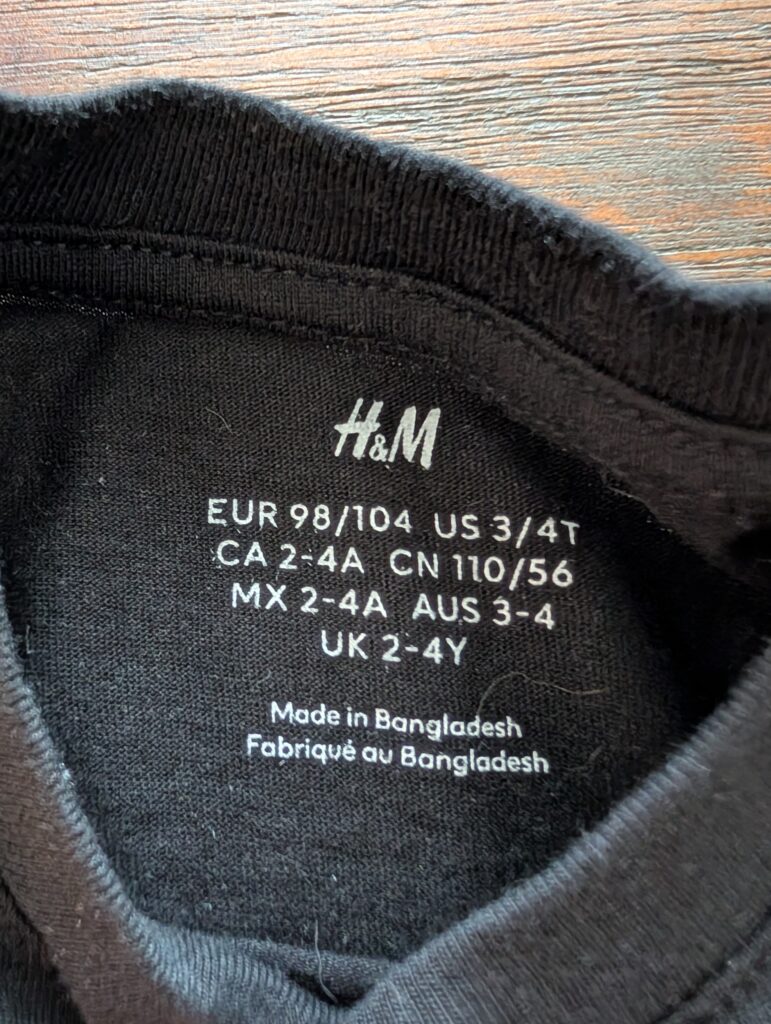 H&M
EUR 98/104 US 3/4T
CA 2-4A CN 110/56
MX 2-4A AUS 3-4
UK 2-4Y
Made in Bangladesh
Fabriqué au Bangladesh